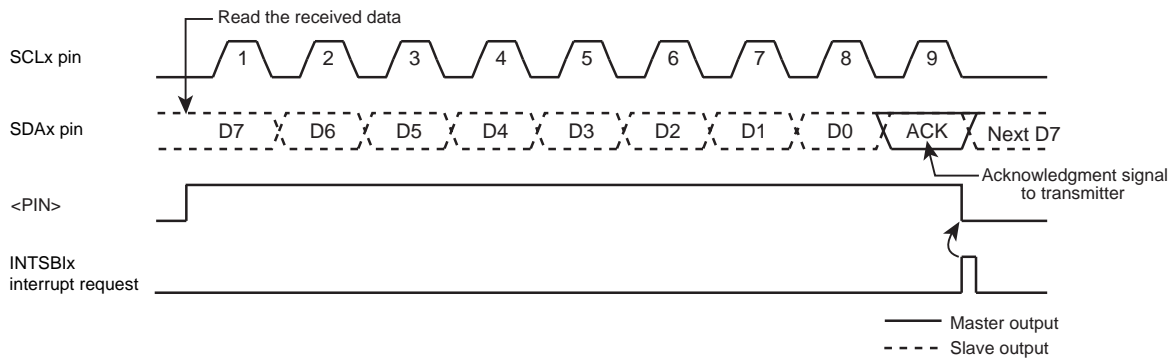 Read the received data
SCLx pin
1 2 3 4 5 6 7 8 9
SDAx pin
D7 D6 D5 D4 D3 D2 D1 D0 ACK Next D7
Acknowledgment signal
to transmitter
<PIN>
INTSBIx
interrupt request
Master output
Slave output